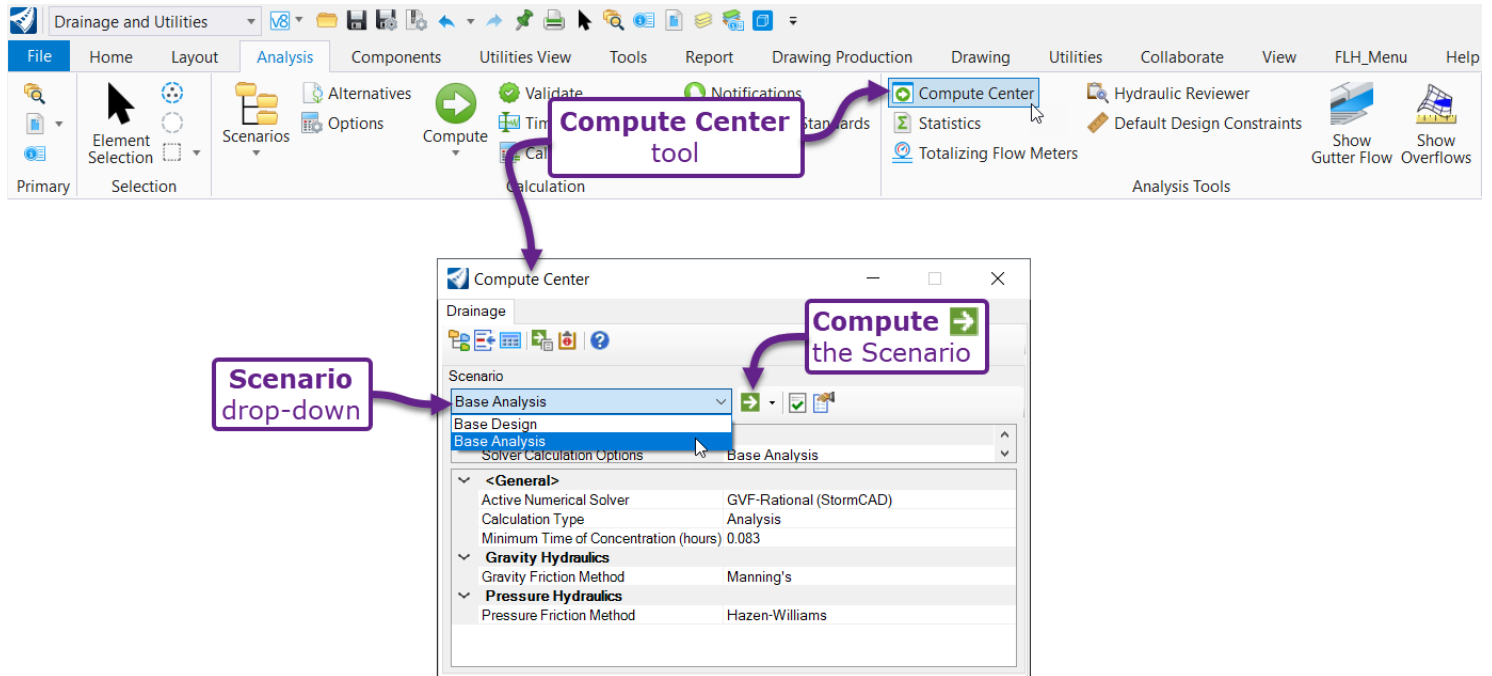 Drainage and Utilities
V8
File Home Layout Analysis Components Utilities View Tools Report Drawing Production Drawing Utilities Collaborate View FLH_Menu Help
Element
Selection
Scenarios
Alternatives
Options
Compute
Validate
Notifications
Compute Center
tool
Compute Center
Statistics
Totalizing Flow Meters
Hydraulic Reviewer
Default Design Constraints
Show
Gutter Flow
Show
Overflows
Primary Selection Calculation Analysis Tools
Compute Center
Drainage
Compute
the Scenario
Scenario
drop-down
Scenario
Base Analysis
Base Design
Base Analysis
Solver Calculation Options Base Analysis
<General>
Active Numerical Solver GVF-Rational (StormCAD)
Calculation Type Analysis
Minimum Time of Concentration (hours) 0.083
Gravity Hydraulics
Gravity Friction Method Manning's
Pressure Hydraulics
Pressure Friction Method Hazen-Williams